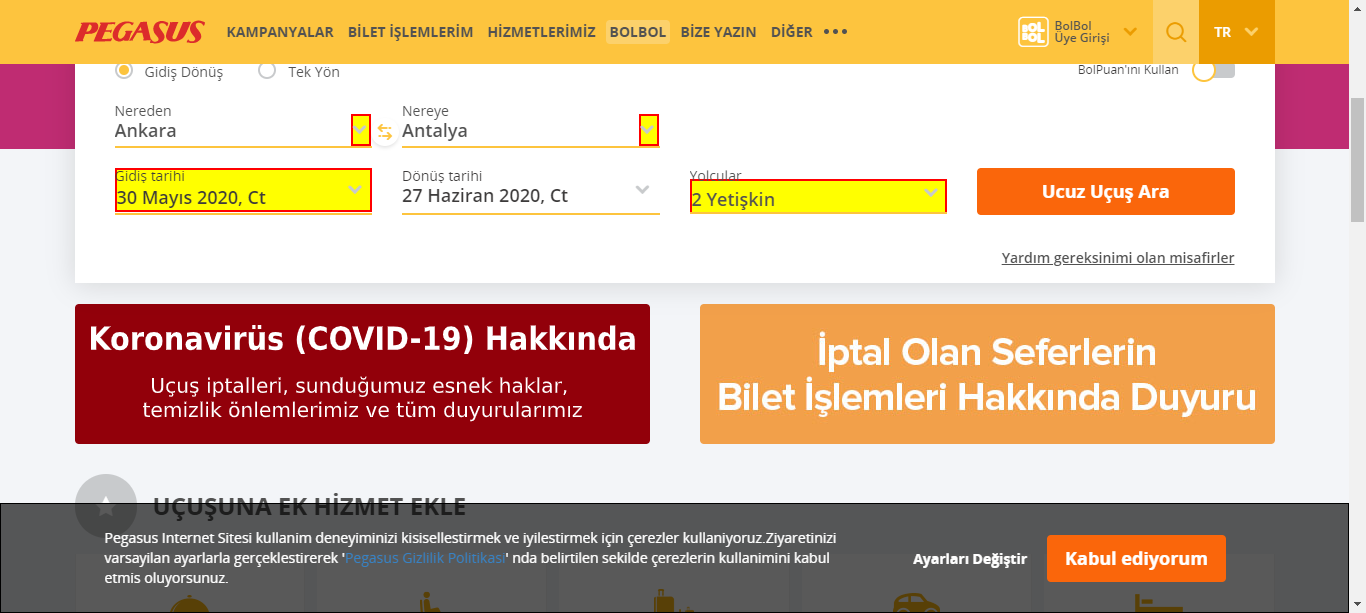 PEGASUS
KAMPANYALAR BİLET İŞLEMLERİM HİZMETLERİMİZ BOLBOL BİZE YAZIN DİĞER •••
BOL BOL
BolBol
Üye Girişi
TR
Gidiş Dönüş
Tek Yön
BolPuan'ını Kullan
Nereden
Ankara
Nereye
Antalya
Gidiş tarihi
30 Mayıs 2020, Ct
Dönüş tarihi
27 Haziran 2020, Ct
Yolcular
2 Yetişkin
Ucuz Uçuş Ara
Yardım gereksinimi olan misafirler
Koronavirüs (COVID-19) Hakkında
Uçuş iptalleri, sunduğumuz esnek haklar,
temizlik önlemlerimiz ve tüm duyurularımız
İptal Olan Seferlerin
Bilet İşlemleri Hakkında Duyuru
UÇUŞUNA EK HİZMET EKLE
Pegasus Internet Sitesi kullanim deneyiminizi kisisellestirmek ve iyilestirmek için çerezler kullaniyoruz.Ziyaretinizi
varsayilan ayarlarla gerçeklestirerek 'Pegasus Gizlilik Politikasi' nda belirtilen sekilde çerezlerin kullanimini kabul
etmis oluyorsunuz.
Ayarları Değiştir
Kabul ediyorum